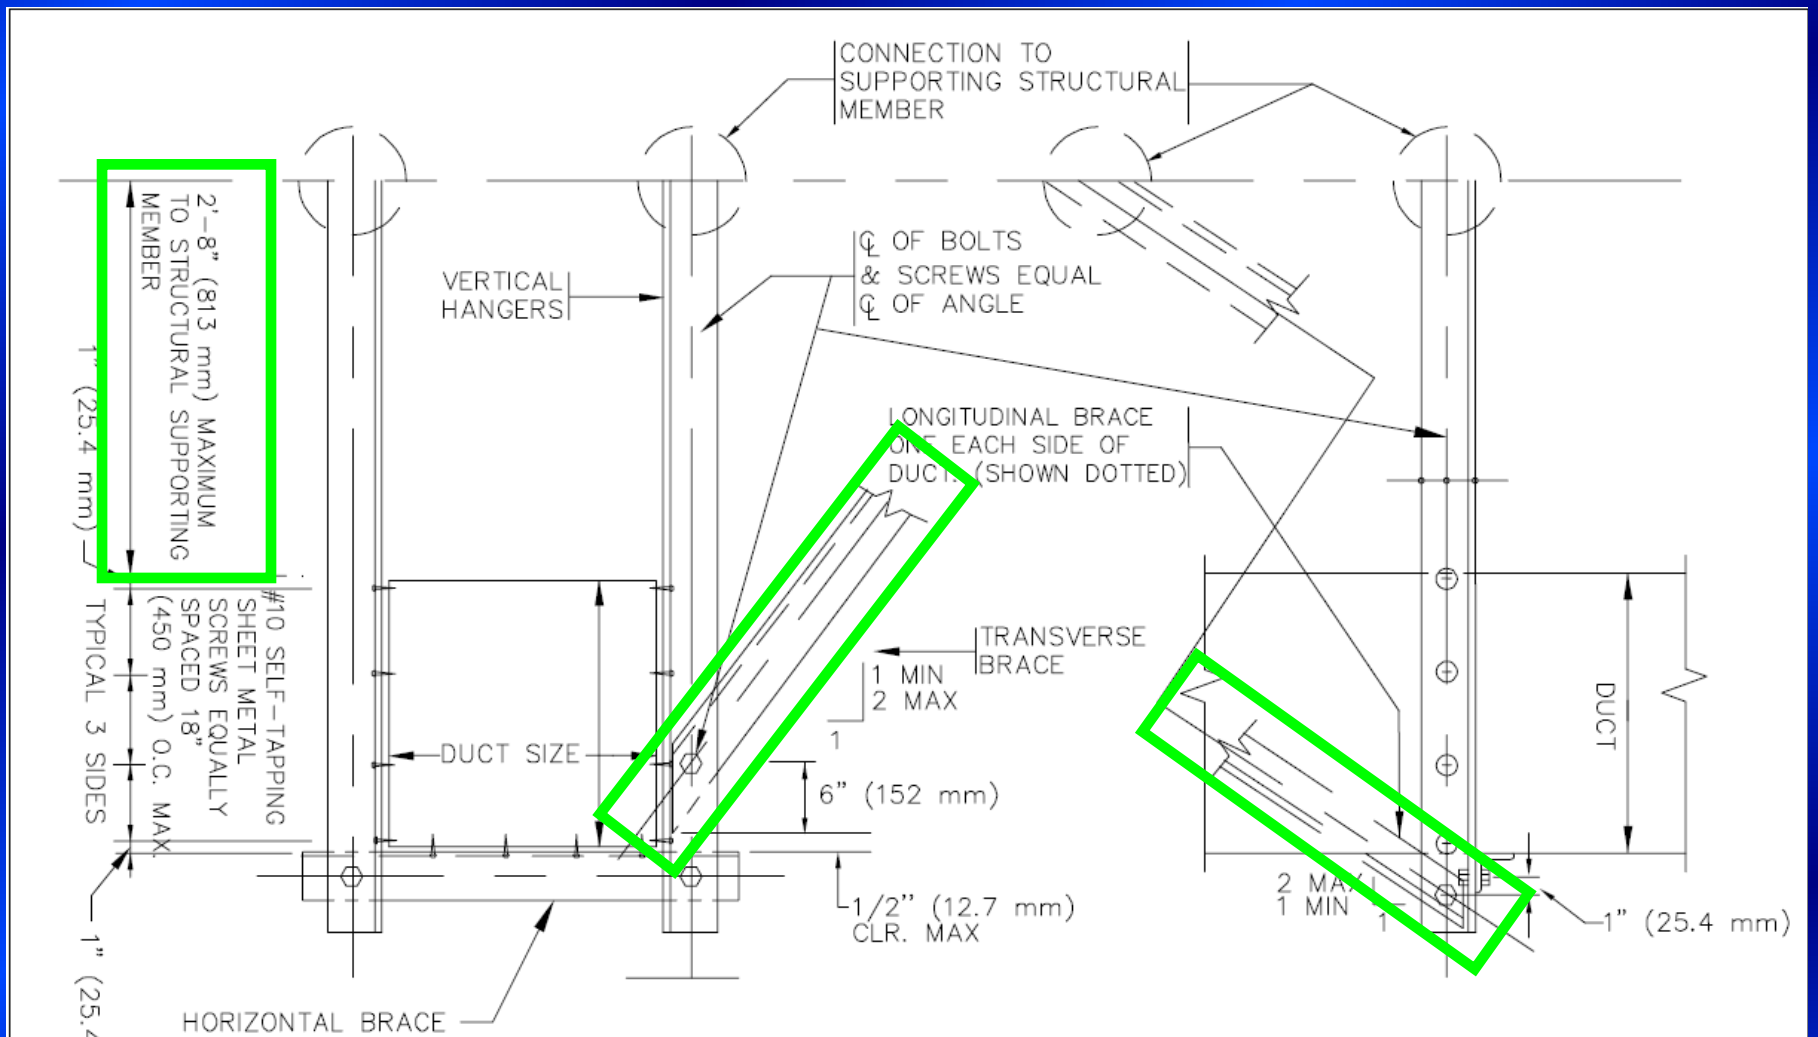 CONNECTION TO
SUPPORTING STRUCTURAL
MEMBER
2'-8" (813 mm) MAXIMUM
TO STRUCTURAL SUPPORTING
MEMBER
1" (25.4 mm)
VERTICAL
HANGERS
℄ OF BOLTS
& SCREWS EQUAL
℄ OF ANGLE
LONGITUDINAL BRACE
ONE EACH SIDE OF
DUCT. (SHOWN DOTTED)
#10 SELF-TAPPING
SHEET METAL
SCREWS EQUALLY
SPACED 18"
(450 mm) O.C. MAX.
TYPICAL 3 SIDES
TRANSVERSE
BRACE
1 MIN
2 MAX
1
DUCT SIZE
6" (152 mm)
DUCT
2 MAX
1 MIN
1
1/2" (12.7 mm)
CLR. MAX
1" (25.4 mm)
1" (25.4
HORIZONTAL BRACE